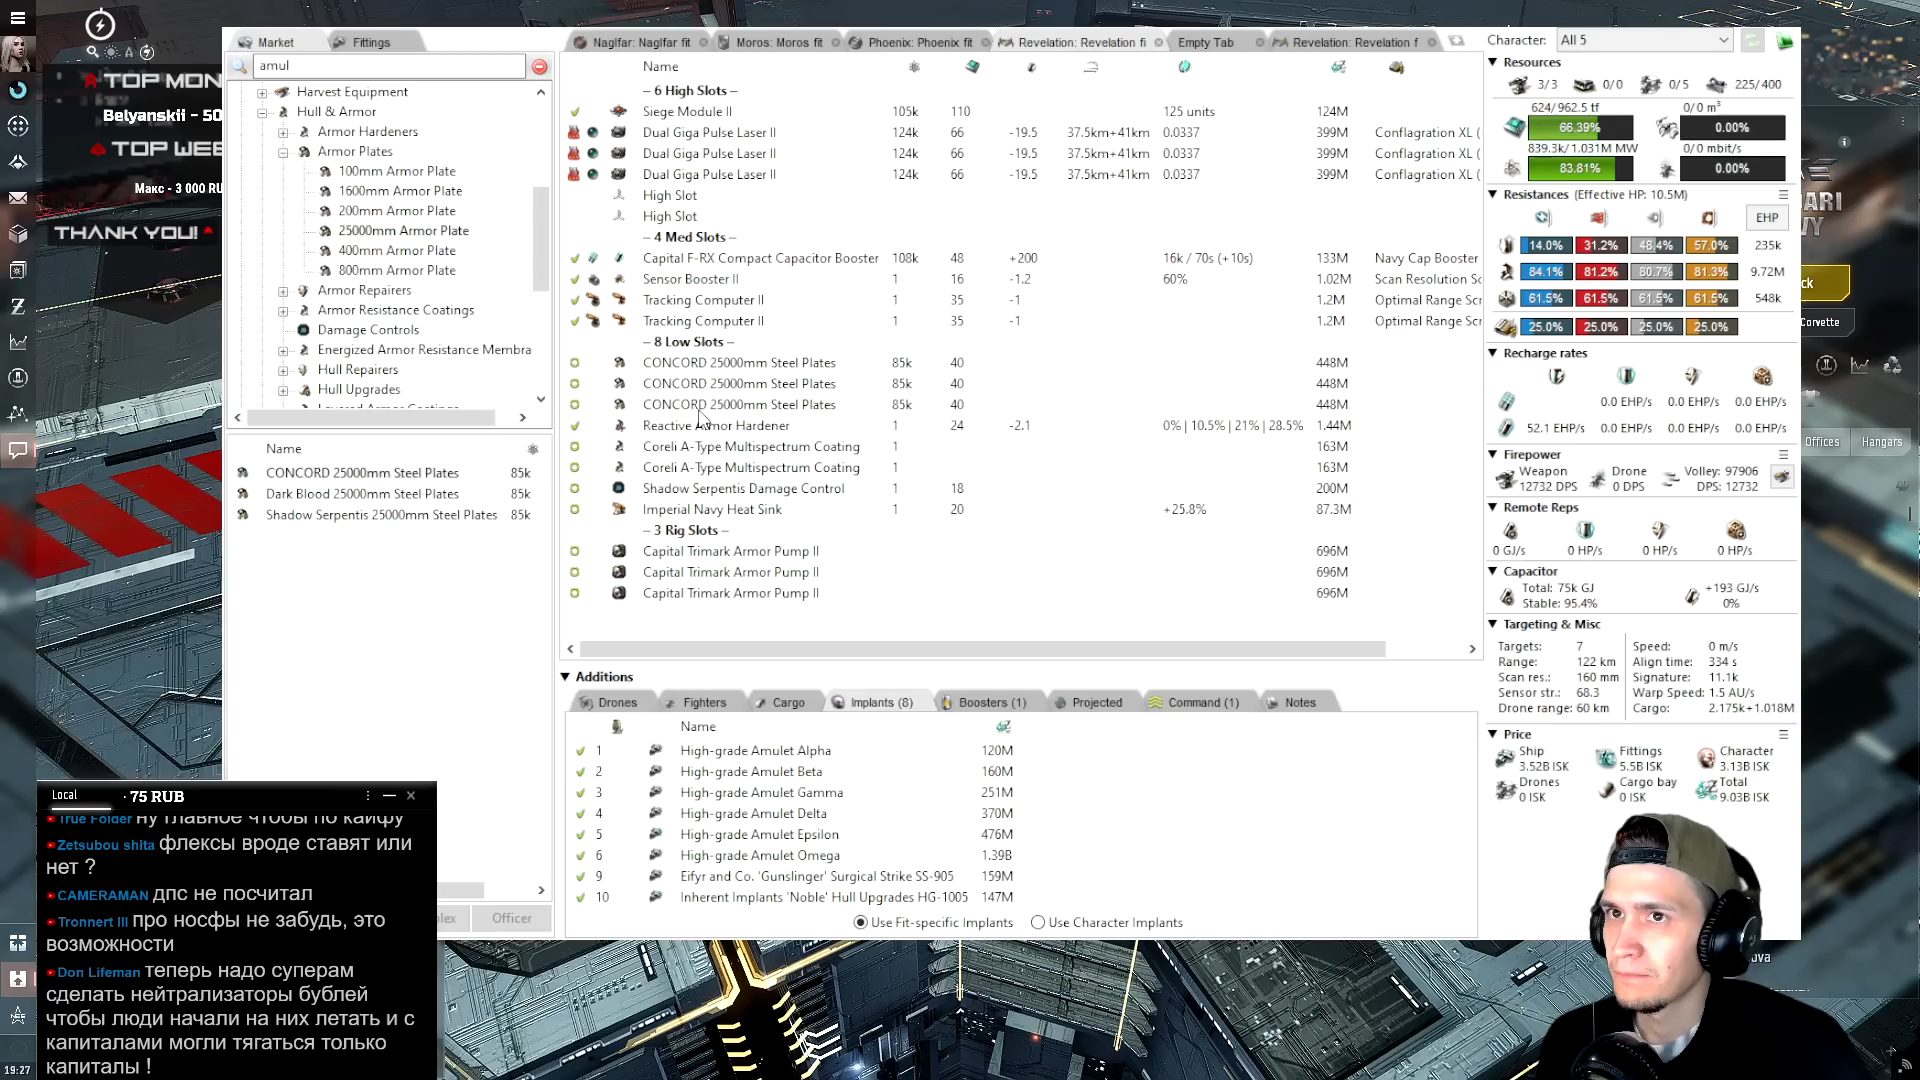 TOP MON
Belyanskii - 50
TOP WEE
Макс - 3 000 RU
THANK YOU!
Market
Fittings
amul
Harvest Equipment
Hull & Armor
Armor Hardeners
Armor Plates
100mm Armor Plate
1600mm Armor Plate
200mm Armor Plate
25000mm Armor Plate
400mm Armor Plate
800mm Armor Plate
Armor Repairers
Armor Resistance Coatings
Damage Controls
Energized Armor Resistance Membra
Hull Repairers
Hull Upgrades
Name
CONCORD 25000mm Steel Plates 85k
Dark Blood 25000mm Steel Plates 85k
Shadow Serpentis 25000mm Steel Plates 85k
lex Officer
Naglfar: Naglfar fit
Moros: Moros fit
Phoenix: Phoenix fit
Revelation: Revelation fi
Empty Tab
Revelation: Revelation f
Name
– 6 High Slots –
Siege Module II 105k 110 125 units 124M
Dual Giga Pulse Laser II 124k 66 -19.5 37.5km+41km 0.0337 399M Conflagration XL (
Dual Giga Pulse Laser II 124k 66 -19.5 37.5km+41km 0.0337 399M Conflagration XL (
Dual Giga Pulse Laser II 124k 66 -19.5 37.5km+41km 0.0337 399M Conflagration XL (
High Slot
High Slot
– 4 Med Slots –
Capital F-RX Compact Capacitor Booster 108k 48 +200 16k / 70s (+10s) 133M Navy Cap Booster
Sensor Booster II 1 16 -1.2 60% 1.02M Scan Resolution Sc
Tracking Computer II 1 35 -1 1.2M Optimal Range Scr
Tracking Computer II 1 35 -1 1.2M Optimal Range Scr
– 8 Low Slots –
CONCORD 25000mm Steel Plates 85k 40 448M
CONCORD 25000mm Steel Plates 85k 40 448M
CONCORD 25000mm Steel Plates 85k 40 448M
Reactive Armor Hardener 1 24 -2.1 0% | 10.5% | 21% | 28.5% 1.44M
Coreli A-Type Multispectrum Coating 1 163M
Coreli A-Type Multispectrum Coating 1 163M
Shadow Serpentis Damage Control 1 18 200M
Imperial Navy Heat Sink 1 20 +25.8% 87.3M
– 3 Rig Slots –
Capital Trimark Armor Pump II 696M
Capital Trimark Armor Pump II 696M
Capital Trimark Armor Pump II 696M
Additions
Drones Fighters Cargo Implants (8) Boosters (1) Projected Command (1) Notes
Name
1 High-grade Amulet Alpha 120M
2 High-grade Amulet Beta 160M
3 High-grade Amulet Gamma 251M
4 High-grade Amulet Delta 370M
5 High-grade Amulet Epsilon 476M
6 High-grade Amulet Omega 1.39B
9 Eifyr and Co. 'Gunslinger' Surgical Strike SS-905 159M
10 Inherent Implants 'Noble' Hull Upgrades HG-1005 147M
Use Fit-specific Implants Use Character Implants
Character: All 5
Resources
3/3 0/0 0/5 225/400
624/962.5 tf 0/0 m³
66.39% 0.00%
839.3k/1.031M MW 0/0 mbit/s
83.81% 0.00%
Resistances (Effective HP: 10.5M)
EHP
14.0% 31.2% 48.4% 57.0% 235k
84.1% 81.2% 80.7% 81.3% 9.72M
61.5% 61.5% 61.5% 61.5% 548k
25.0% 25.0% 25.0% 25.0%
Recharge rates
0.0 EHP/s 0.0 EHP/s 0.0 EHP/s
52.1 EHP/s 0.0 EHP/s 0.0 EHP/s 0.0 EHP/s
Firepower
Weapon Drone Volley: 97906
12732 DPS 0 DPS DPS: 12732
Remote Reps
0 GJ/s 0 HP/s 0 HP/s 0 HP/s
Capacitor
Total: 75k GJ +193 GJ/s
Stable: 95.4% 0%
Targeting & Misc
Targets: 7 Speed: 0 m/s
Range: 122 km Align time: 334 s
Scan res.: 160 mm Signature: 11.1k
Sensor str.: 68.3 Warp Speed: 1.5 AU/s
Drone range: 60 km Cargo: 2.175k+1.018M
Price
Ship Fittings Character
3.52B ISK 5.5B ISK 3.13B ISK
Drones Cargo bay Total
0 ISK 0 ISK 9.03B ISK
ARI
ck
Corvette
Offices Hangars
ova
Local · 75 RUB
True Folder ну главное чтобы по кайфу
Zetsubou shita флексы вроде ставят или
нет ?
CAMERAMAN дпс не посчитал
Tronnert III про носфы не забудь, это
возможности
Don Lifeman теперь надо суперам
сделать нейтрализаторы бублей
чтобы люди начали на них летать и с
капиталами могли тягаться только
капиталы !
19:27